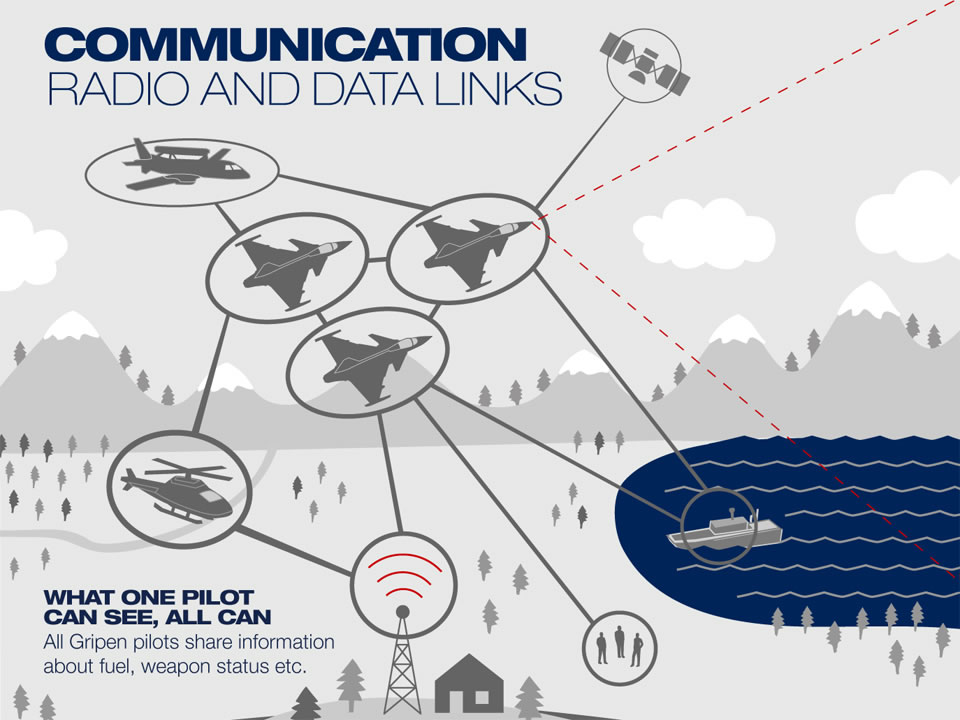 COMMUNICATION
RADIO AND DATA LINKS
WHAT ONE PILOT
CAN SEE, ALL CAN
All Gripen pilots share information
about fuel, weapon status etc.